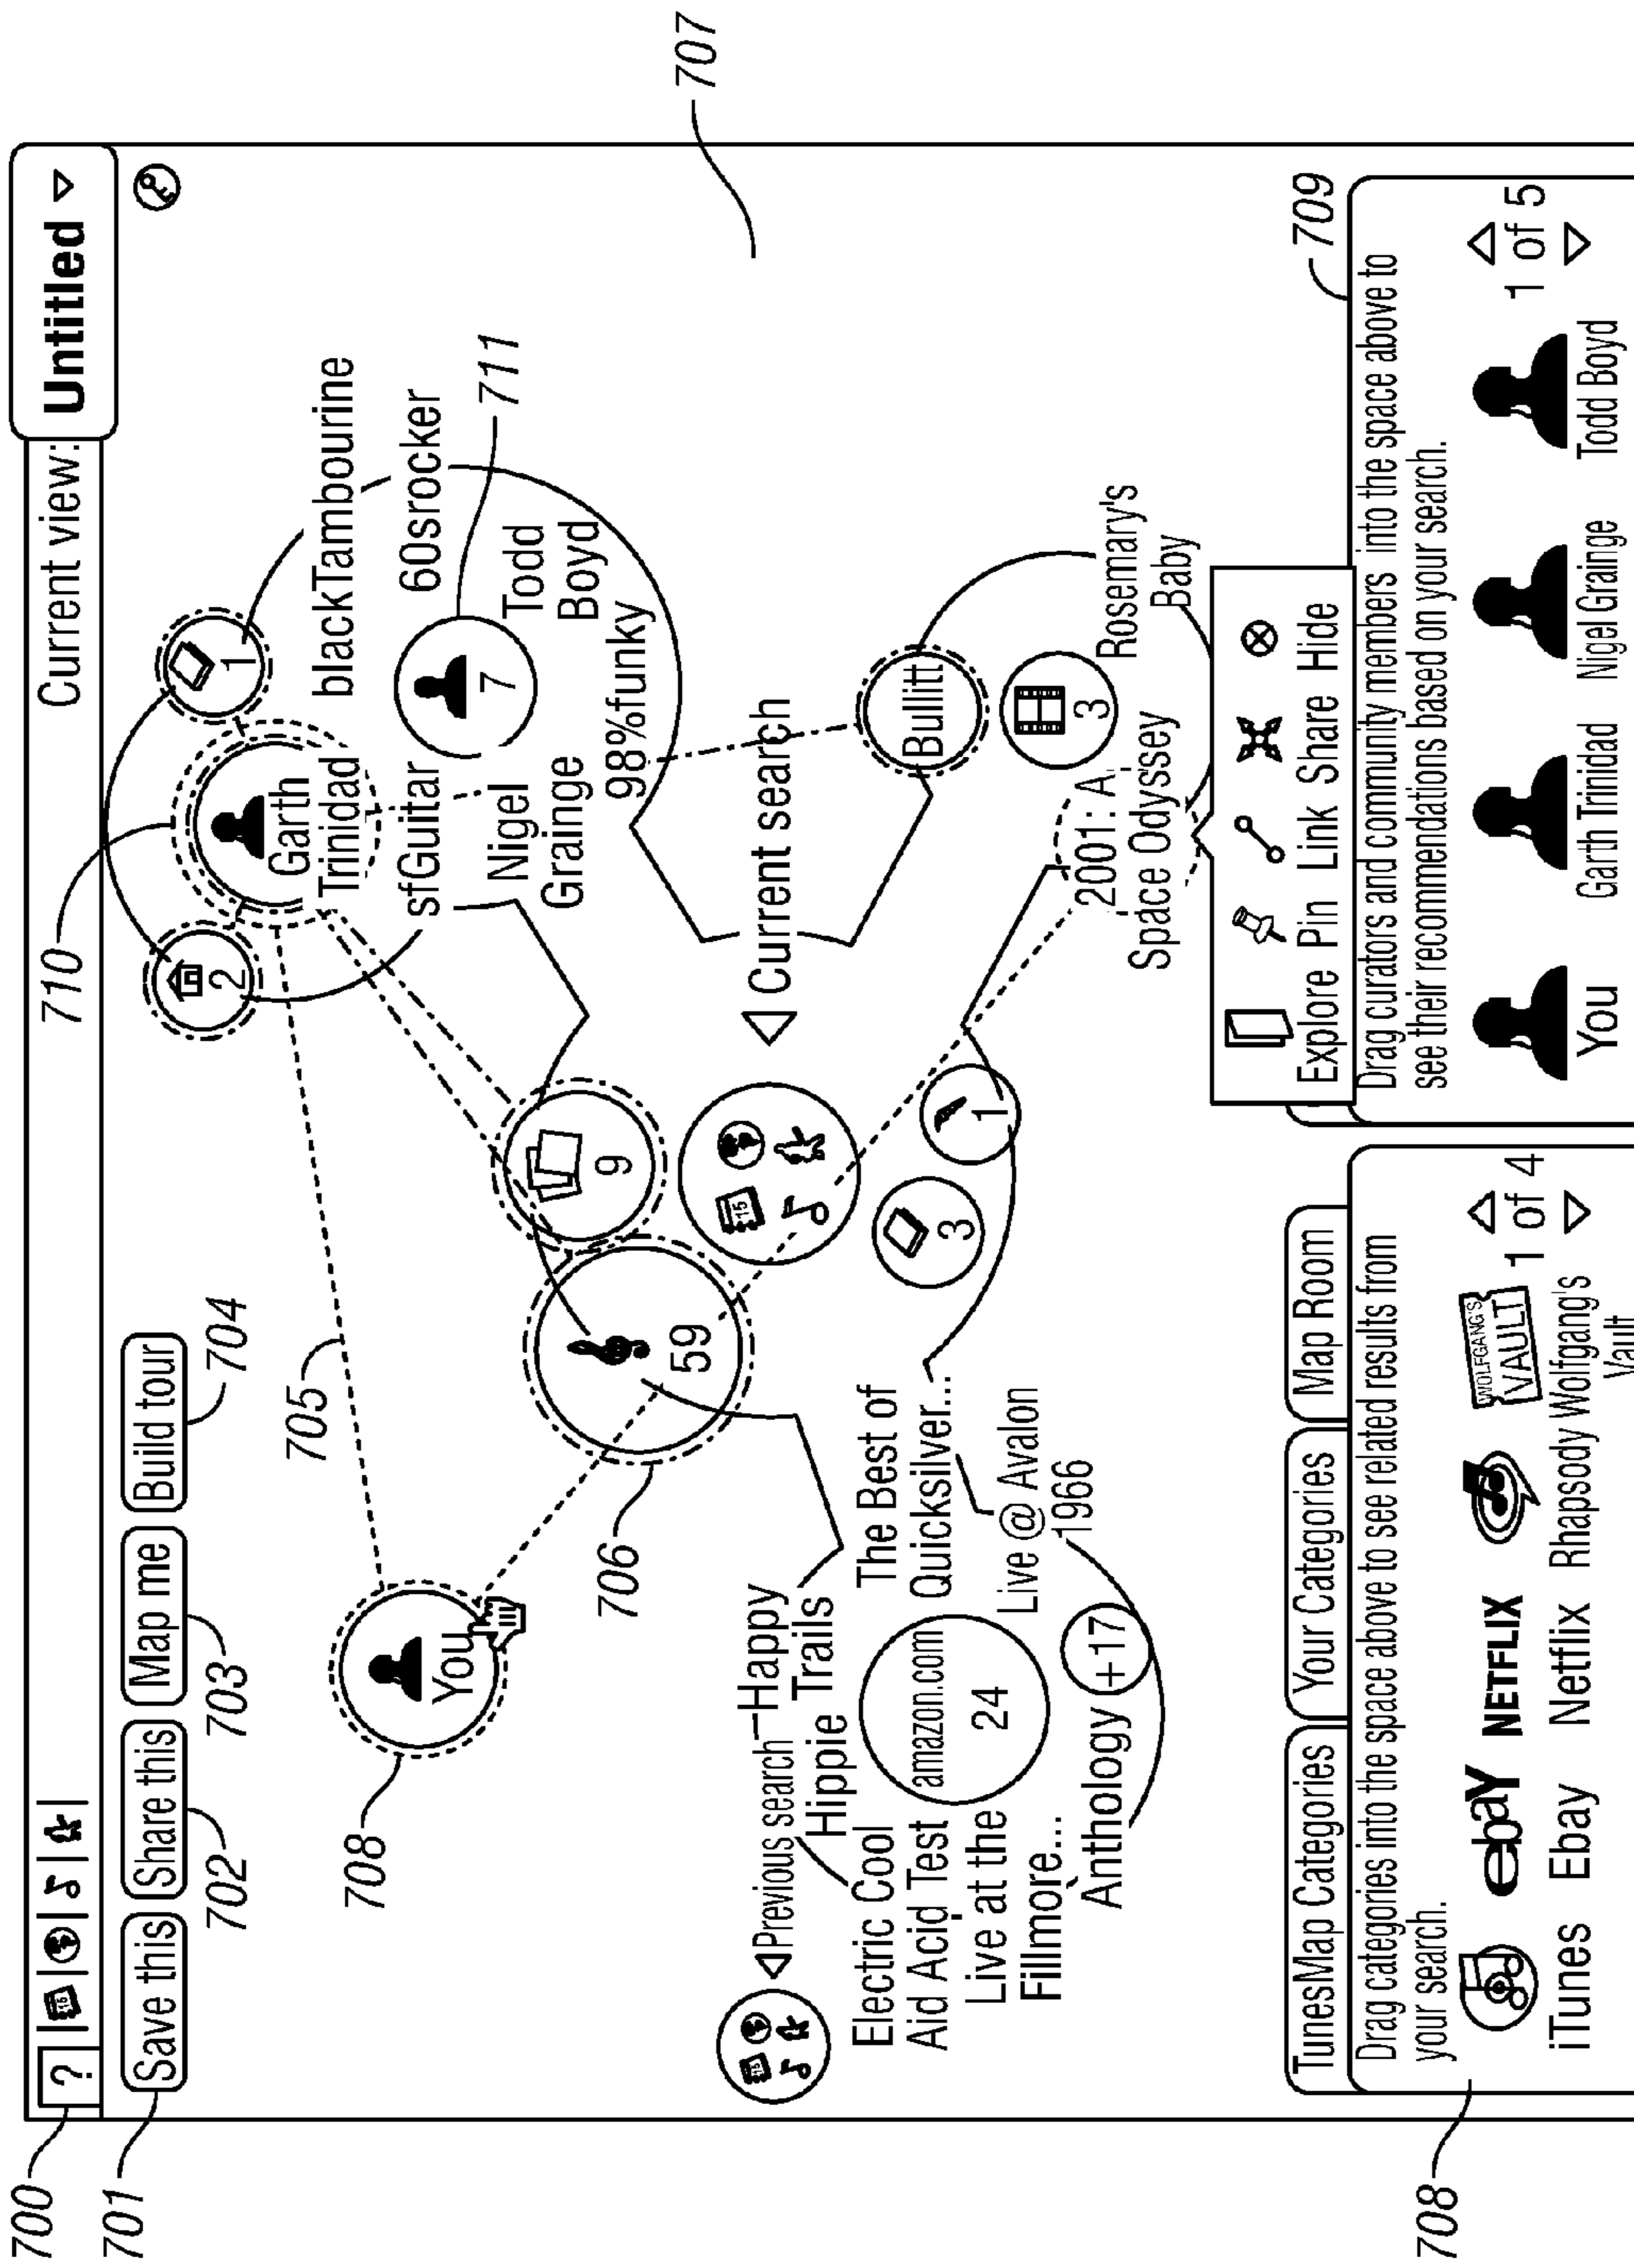 700
?
Current view:
Untitled
701
Save this
Share this
Map me
Build tour
702
703
704
705
706
707
708
709
710
711
2
1
Garth
Trinidad
blackTambourine
sfGuitar
60srocker
7
Nigel
Grainge
Todd
Boyd
98%funky
You
9
59
15
Current search
Bullitt
3
1
3
Rosemary's
Baby
2001: A
Space Odyssey
15
Previous search
Happy
Trails
Hippie
Electric Cool
Aid Acid Test
The Best of
Quicksilver...
amazon.com
24
Live @ Avalon
1966
Live at the
Fillmore...
Anthology
+17
Explore Pin Link Share Hide
TunesMap Categories
Your Categories
Map Room
Drag categories into the space above to see related results from
your search.
ebaY
NETFLIX
WOLFGANG'S
VAULT
1 of 4
iTunes
Ebay
Netflix
Rhapsody
Wolfgang's
Vault
Drag curators and community members into the space above to
see their recommendations based on your search.
1 of 5
You
Garth Trinidad
Nigel Grainge
Todd Boyd
708